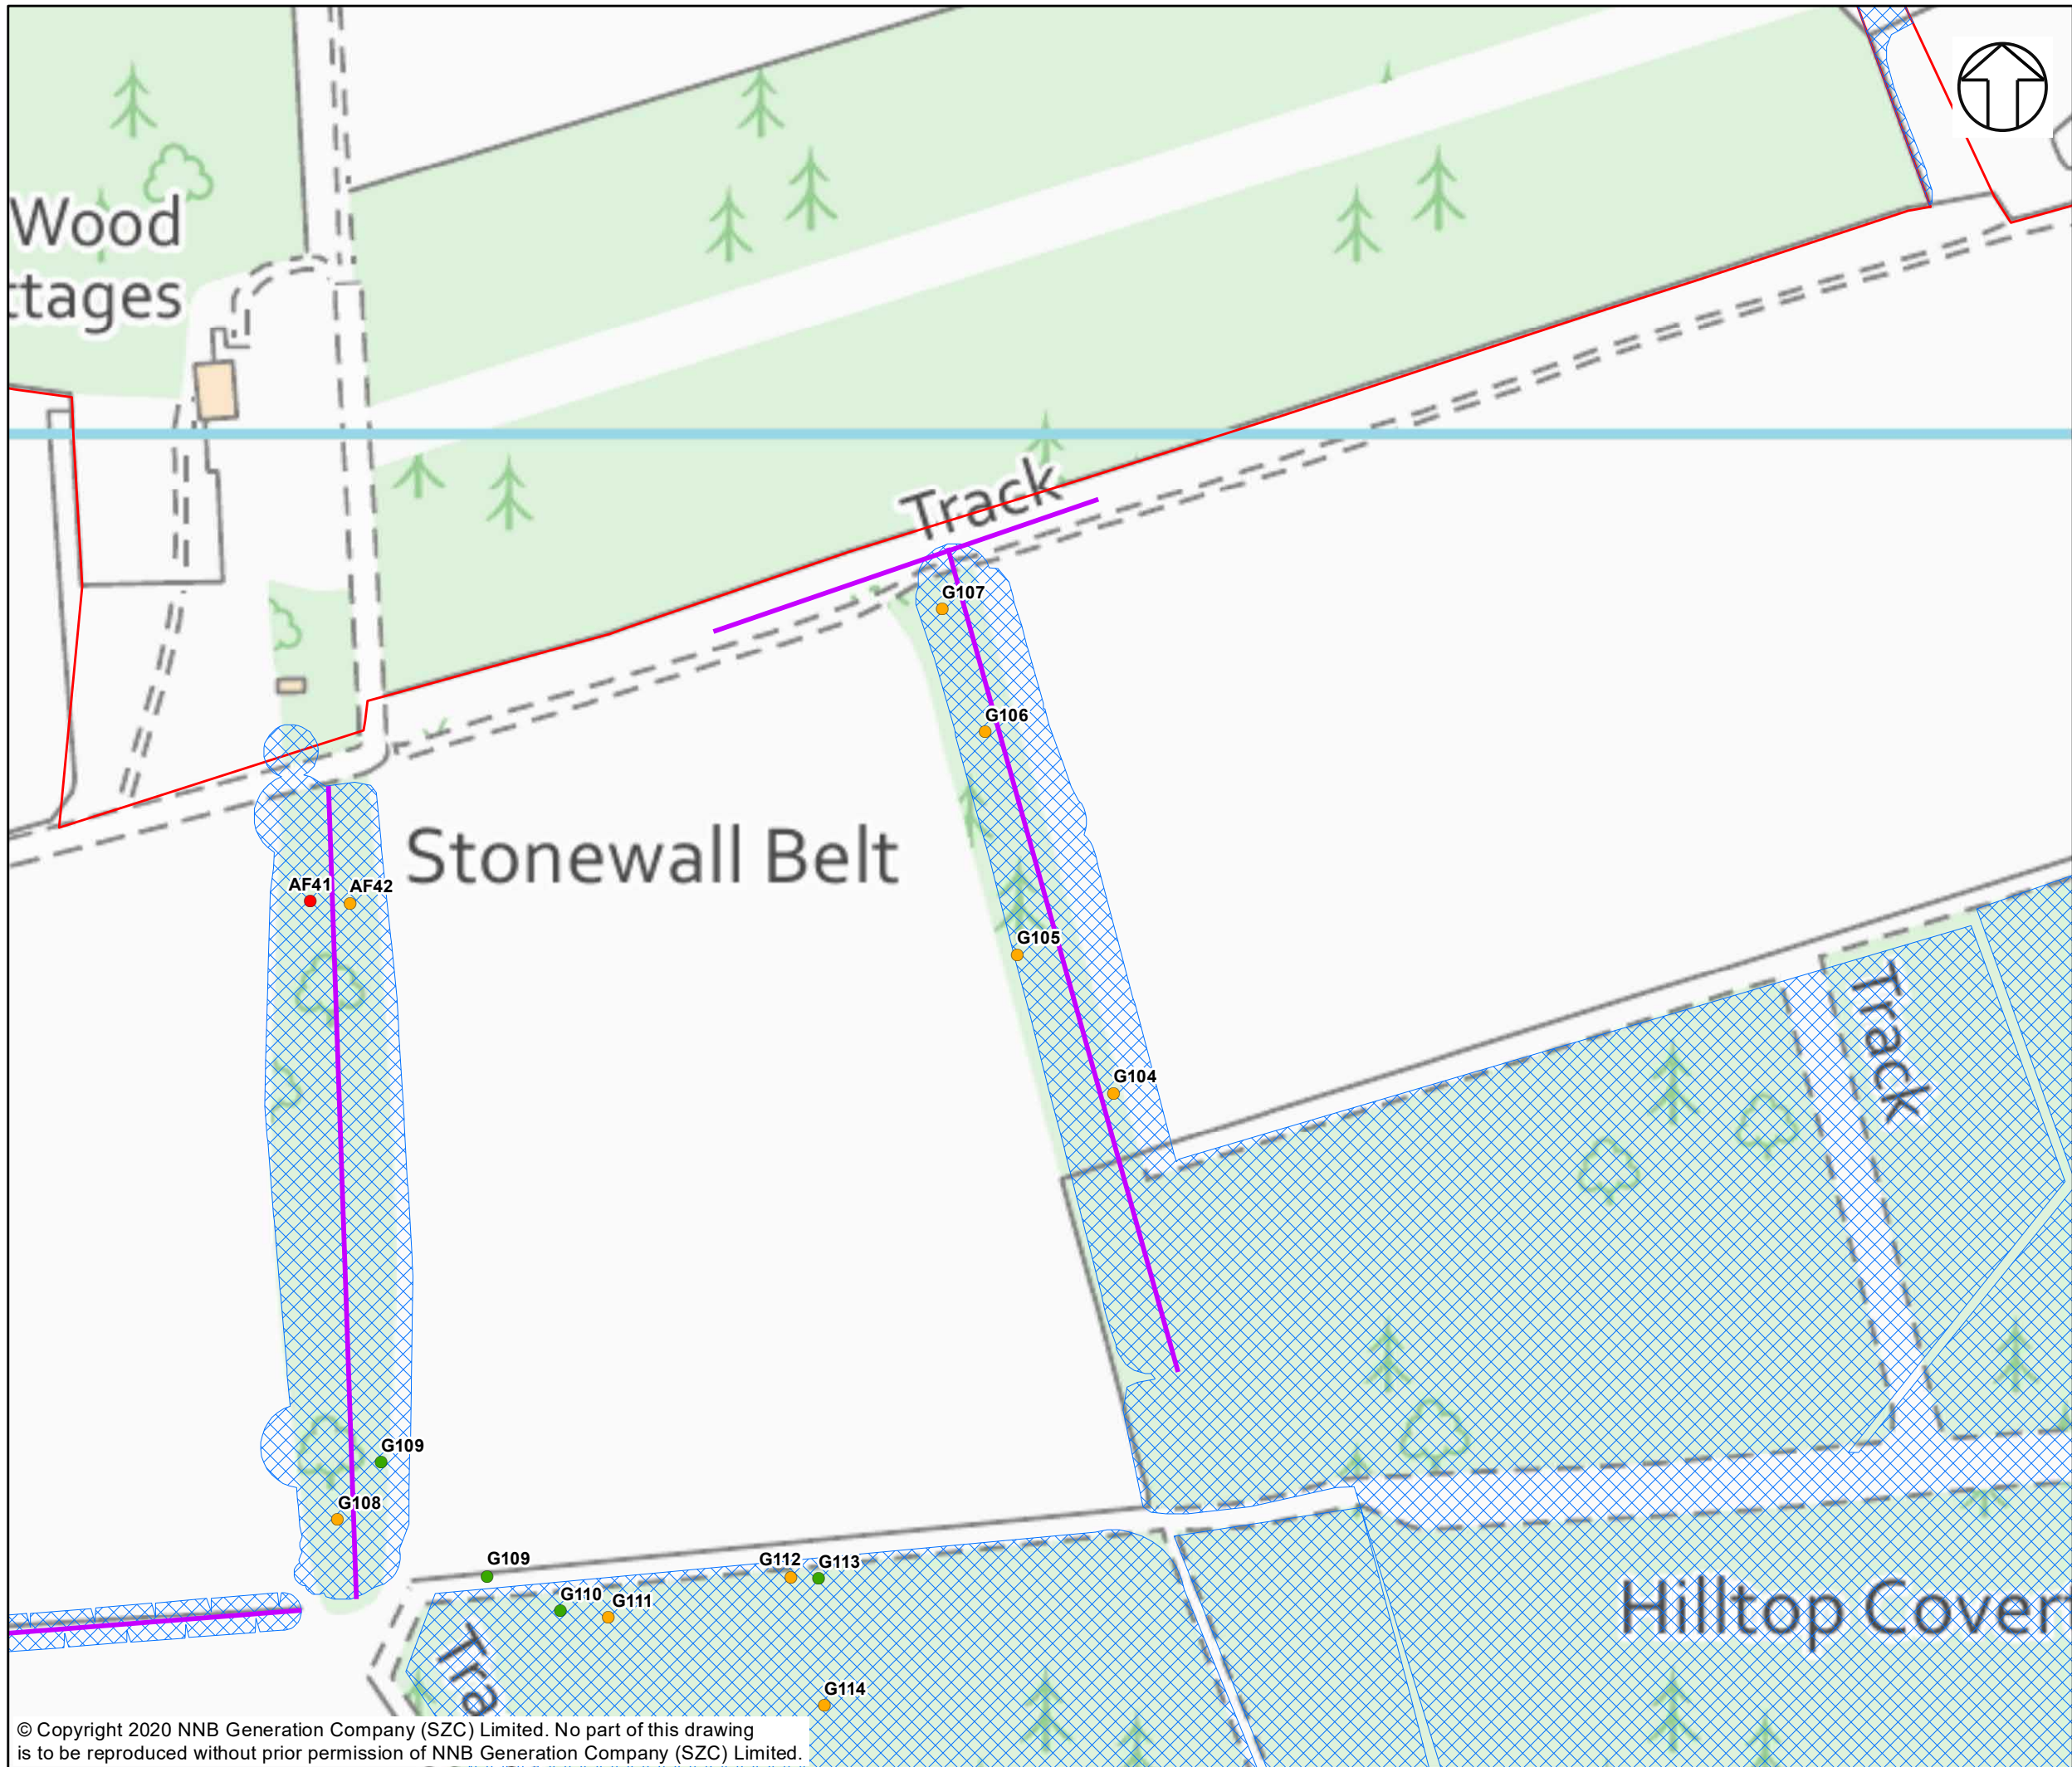 Wood
ttages
Track
G107
G106
Stonewall Belt
AF41
AF42
G105
Track
G104
G109
G108
G109
G112
G113
G110
G111
Hilltop Cover
Tra
G114
© Copyright 2020 NNB Generation Company (SZC) Limited. No part of this drawing
is to be reproduced without prior permission of NNB Generation Company (SZC) Limited.